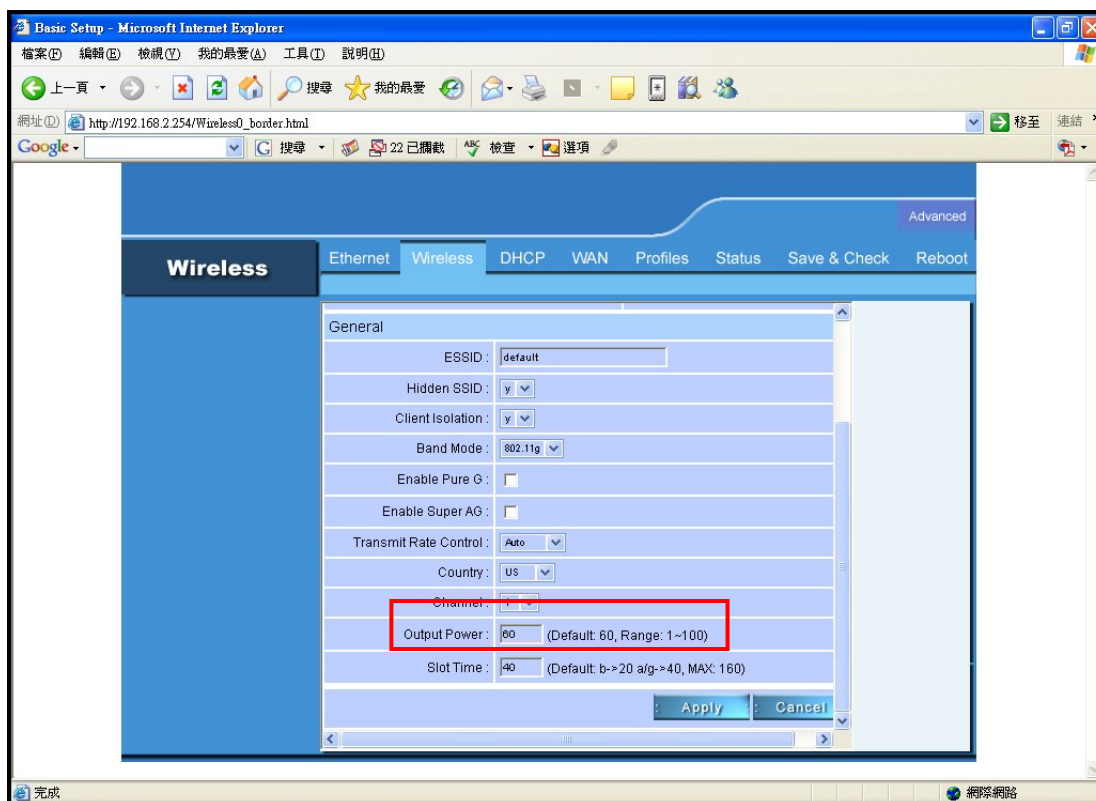 Basic Setup - Microsoft Internet Explorer
檔案(F) 編輯(E) 檢視(V) 我的最愛(A) 工具(T) 說明(H)
上一頁 搜尋 我的最愛
網址(D) http://192.168.2.254/Wireless0_border.html 移至 連結 »
Google 搜尋 22 已攔截 ABC 檢查 選項
Advanced
Wireless
Ethernet Wireless DHCP WAN Profiles Status Save & Check Reboot
General
ESSID : default
Hidden SSID : y
Client Isolation : y
Band Mode : 802.11g
Enable Pure G :
Enable Super AG :
Transmit Rate Control : Auto
Country : US
Channel : 1
Output Power : 60 (Default: 60, Range: 1~100)
Slot Time : 40 (Default: b->20 a/g->40, MAX: 160)
Apply Cancel
完成 網際網路